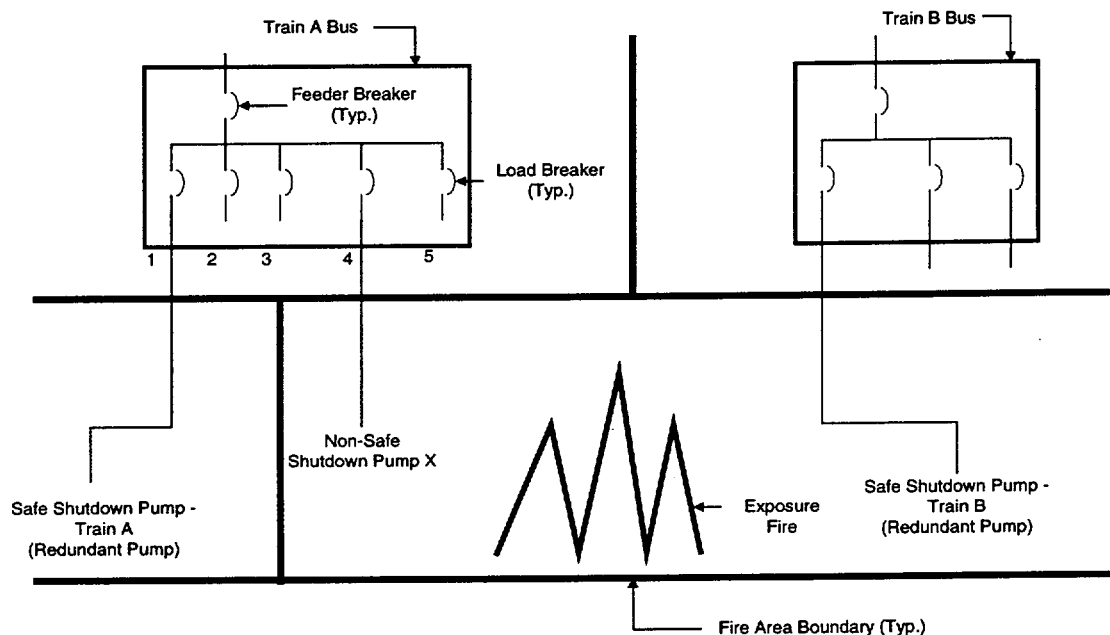 Train A Bus
Train B Bus
Feeder Breaker
(Typ.)
Load Breaker
(Typ.)
1
2
3
4
5
Non-Safe
Shutdown Pump X
Safe Shutdown Pump -
Train A
(Redundant Pump)
Exposure
Fire
Safe Shutdown Pump -
Train B
(Redundant Pump)
Fire Area Boundary (Typ.)